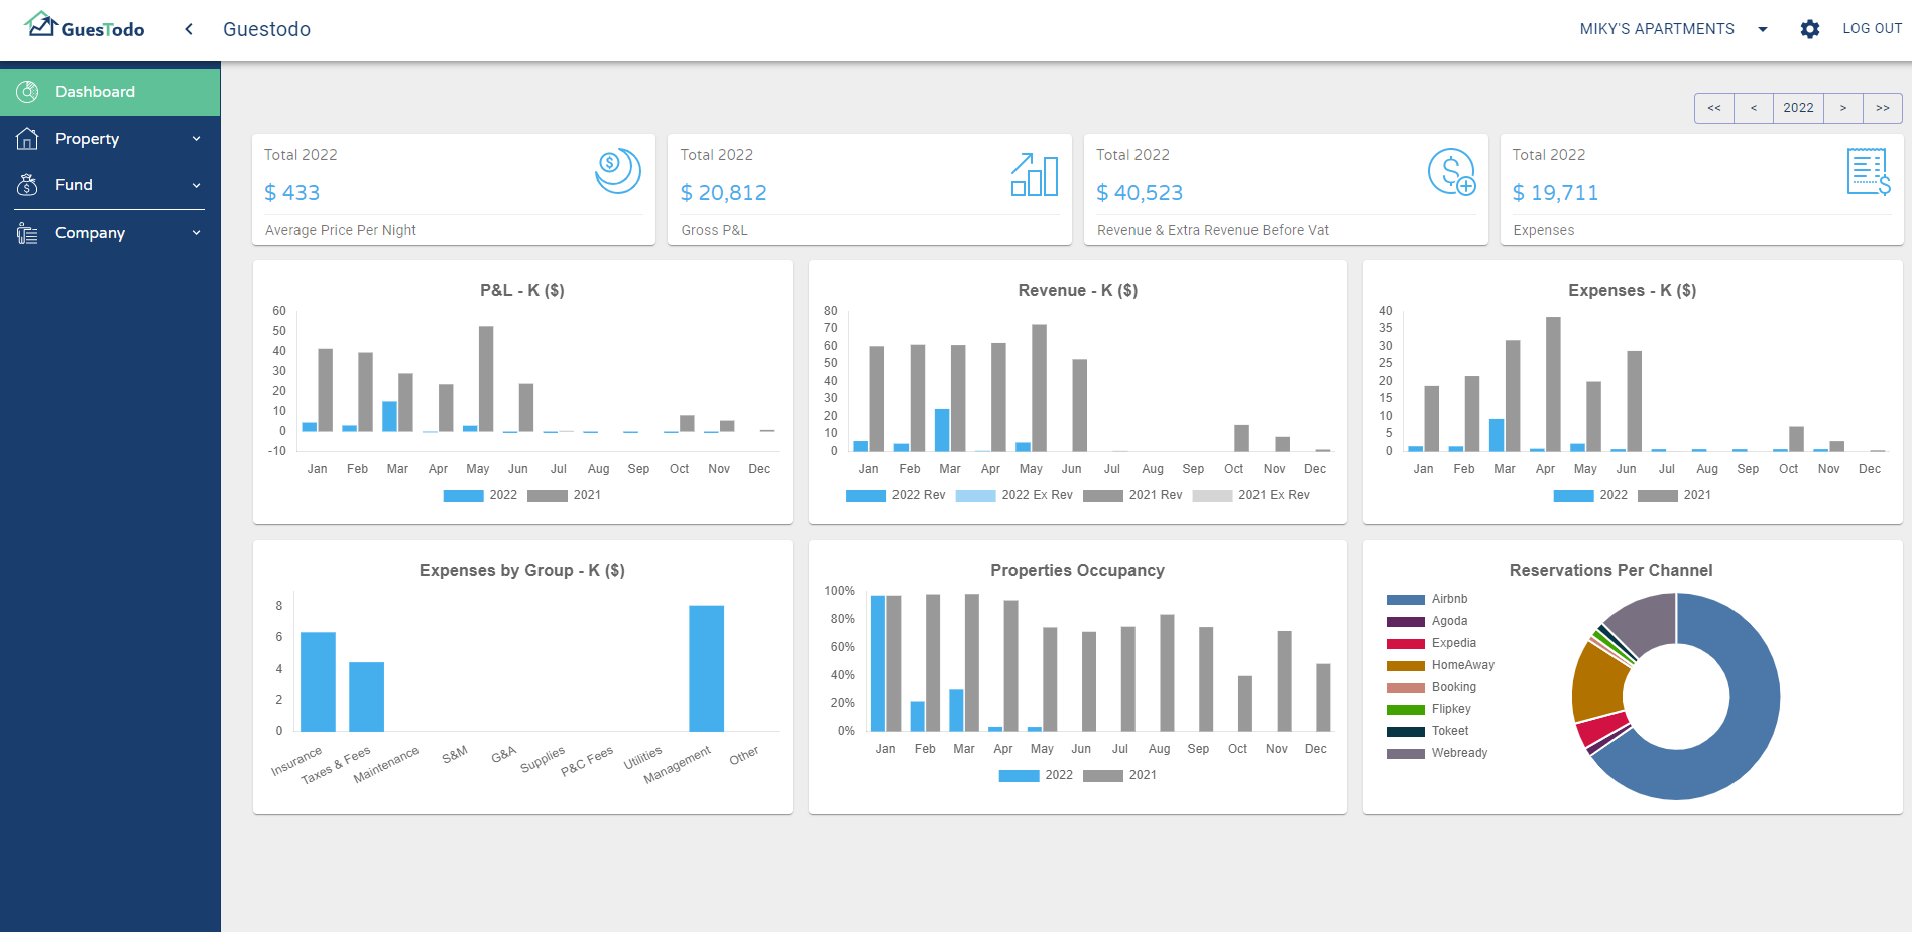 GuesTodo
Guestodo
MIKY'S APARTMENTS
LOG OUT
Dashboard
Property
Fund
Company
<< < 2022 > >>
Total 2022
$ 433
Average Price Per Night
Total 2022
$ 20,812
Gross P&L
Total 2022
$ 40,523
Revenue & Extra Revenue Before Vat
Total 2022
$ 19,711
Expenses
P&L - K ($)
60
50
40
30
20
10
0
-10
Jan Feb Mar Apr May Jun Jul Aug Sep Oct Nov Dec
2022 2021
Revenue - K ($)
80
70
60
50
40
30
20
10
0
Jan Feb Mar Apr May Jun Jul Aug Sep Oct Nov Dec
2022 Rev 2022 Ex Rev 2021 Rev 2021 Ex Rev
Expenses - K ($)
40
35
30
25
20
15
10
5
0
Jan Feb Mar Apr May Jun Jul Aug Sep Oct Nov Dec
2022 2021
Expenses by Group - K ($)
8
6
4
2
0
Insurance Taxes & Fees Maintenance S&M G&A Supplies P&C Fees Utilities Management Other
Properties Occupancy
100%
80%
60%
40%
20%
0%
Jan Feb Mar Apr May Jun Jul Aug Sep Oct Nov Dec
2022 2021
Reservations Per Channel
Airbnb
Agoda
Expedia
HomeAway
Booking
Flipkey
Tokeet
Webready